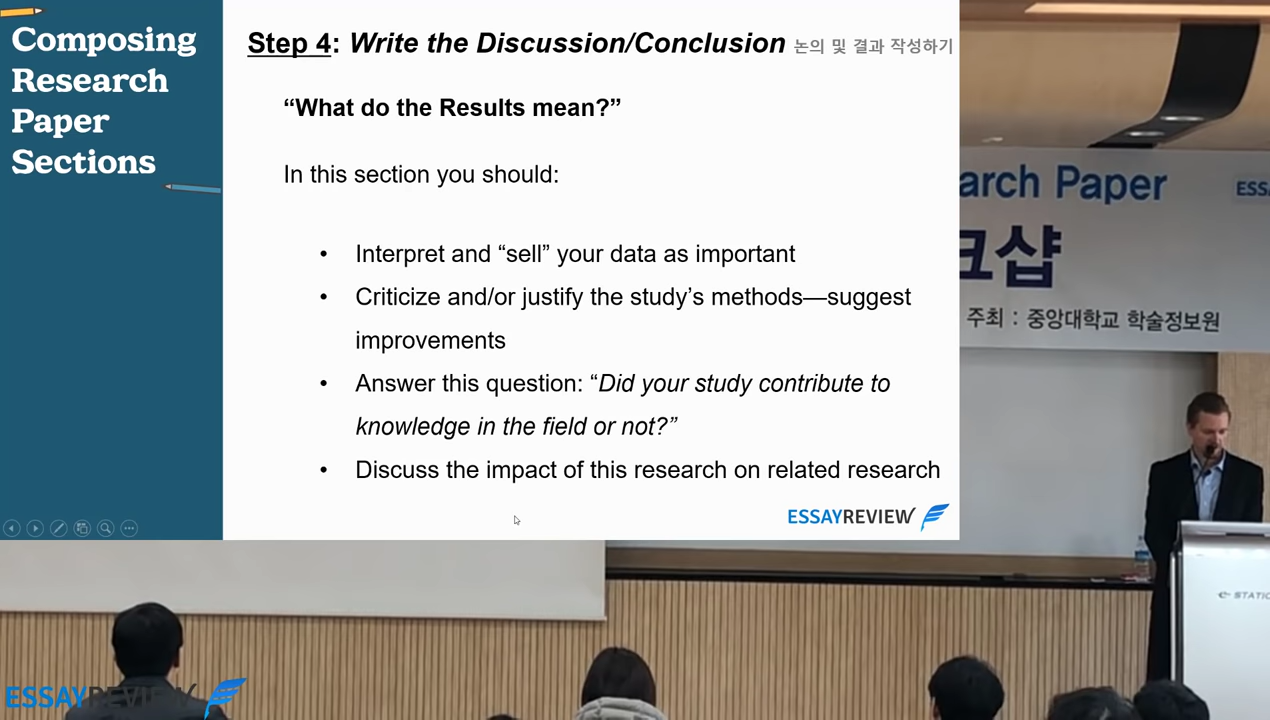 Composing
Research
Paper
Sections
Step 4: Write the Discussion/Conclusion 논의 및 결과 작성하기
“What do the Results mean?”
In this section you should:
• Interpret and “sell” your data as important
• Criticize and/or justify the study’s methods—suggest
improvements
• Answer this question: “Did your study contribute to
knowledge in the field or not?”
• Discuss the impact of this research on related research
ESSAYREVIEW
arch Paper
ESS
크샵
주최 : 중앙대학교 학술정보원
e-STATIO
ESSAYREVIEW